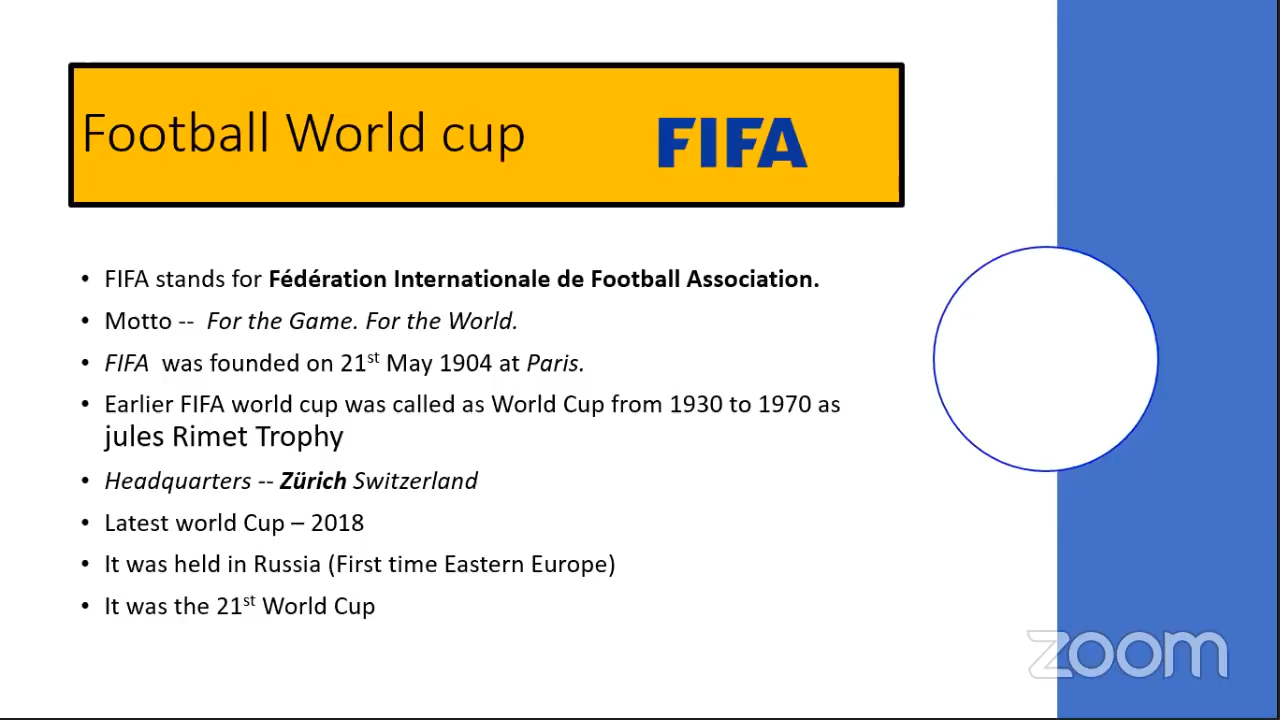 Football World cup
FIFA
• FIFA stands for Fédération Internationale de Football Association.
• Motto -- For the Game. For the World.
• FIFA was founded on 21st May 1904 at Paris.
• Earlier FIFA world cup was called as World Cup from 1930 to 1970 as
jules Rimet Trophy
• Headquarters -- Zürich Switzerland
• Latest world Cup – 2018
• It was held in Russia (First time Eastern Europe)
• It was the 21st World Cup
zoom